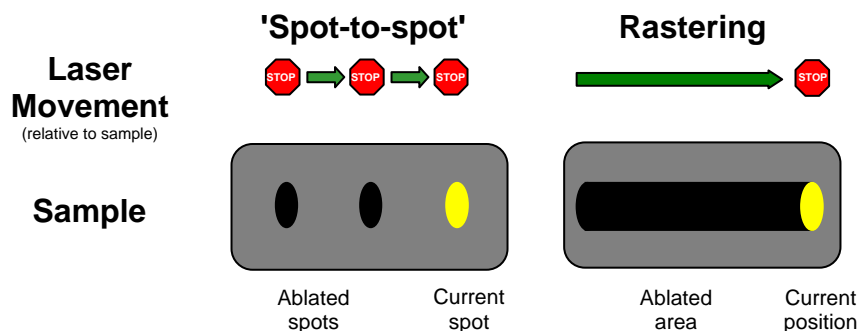 'Spot-to-spot' Rastering
STOP STOP STOP STOP
Laser
Movement
(relative to sample)
Sample
Ablated Current Ablated Current
spots spot area position